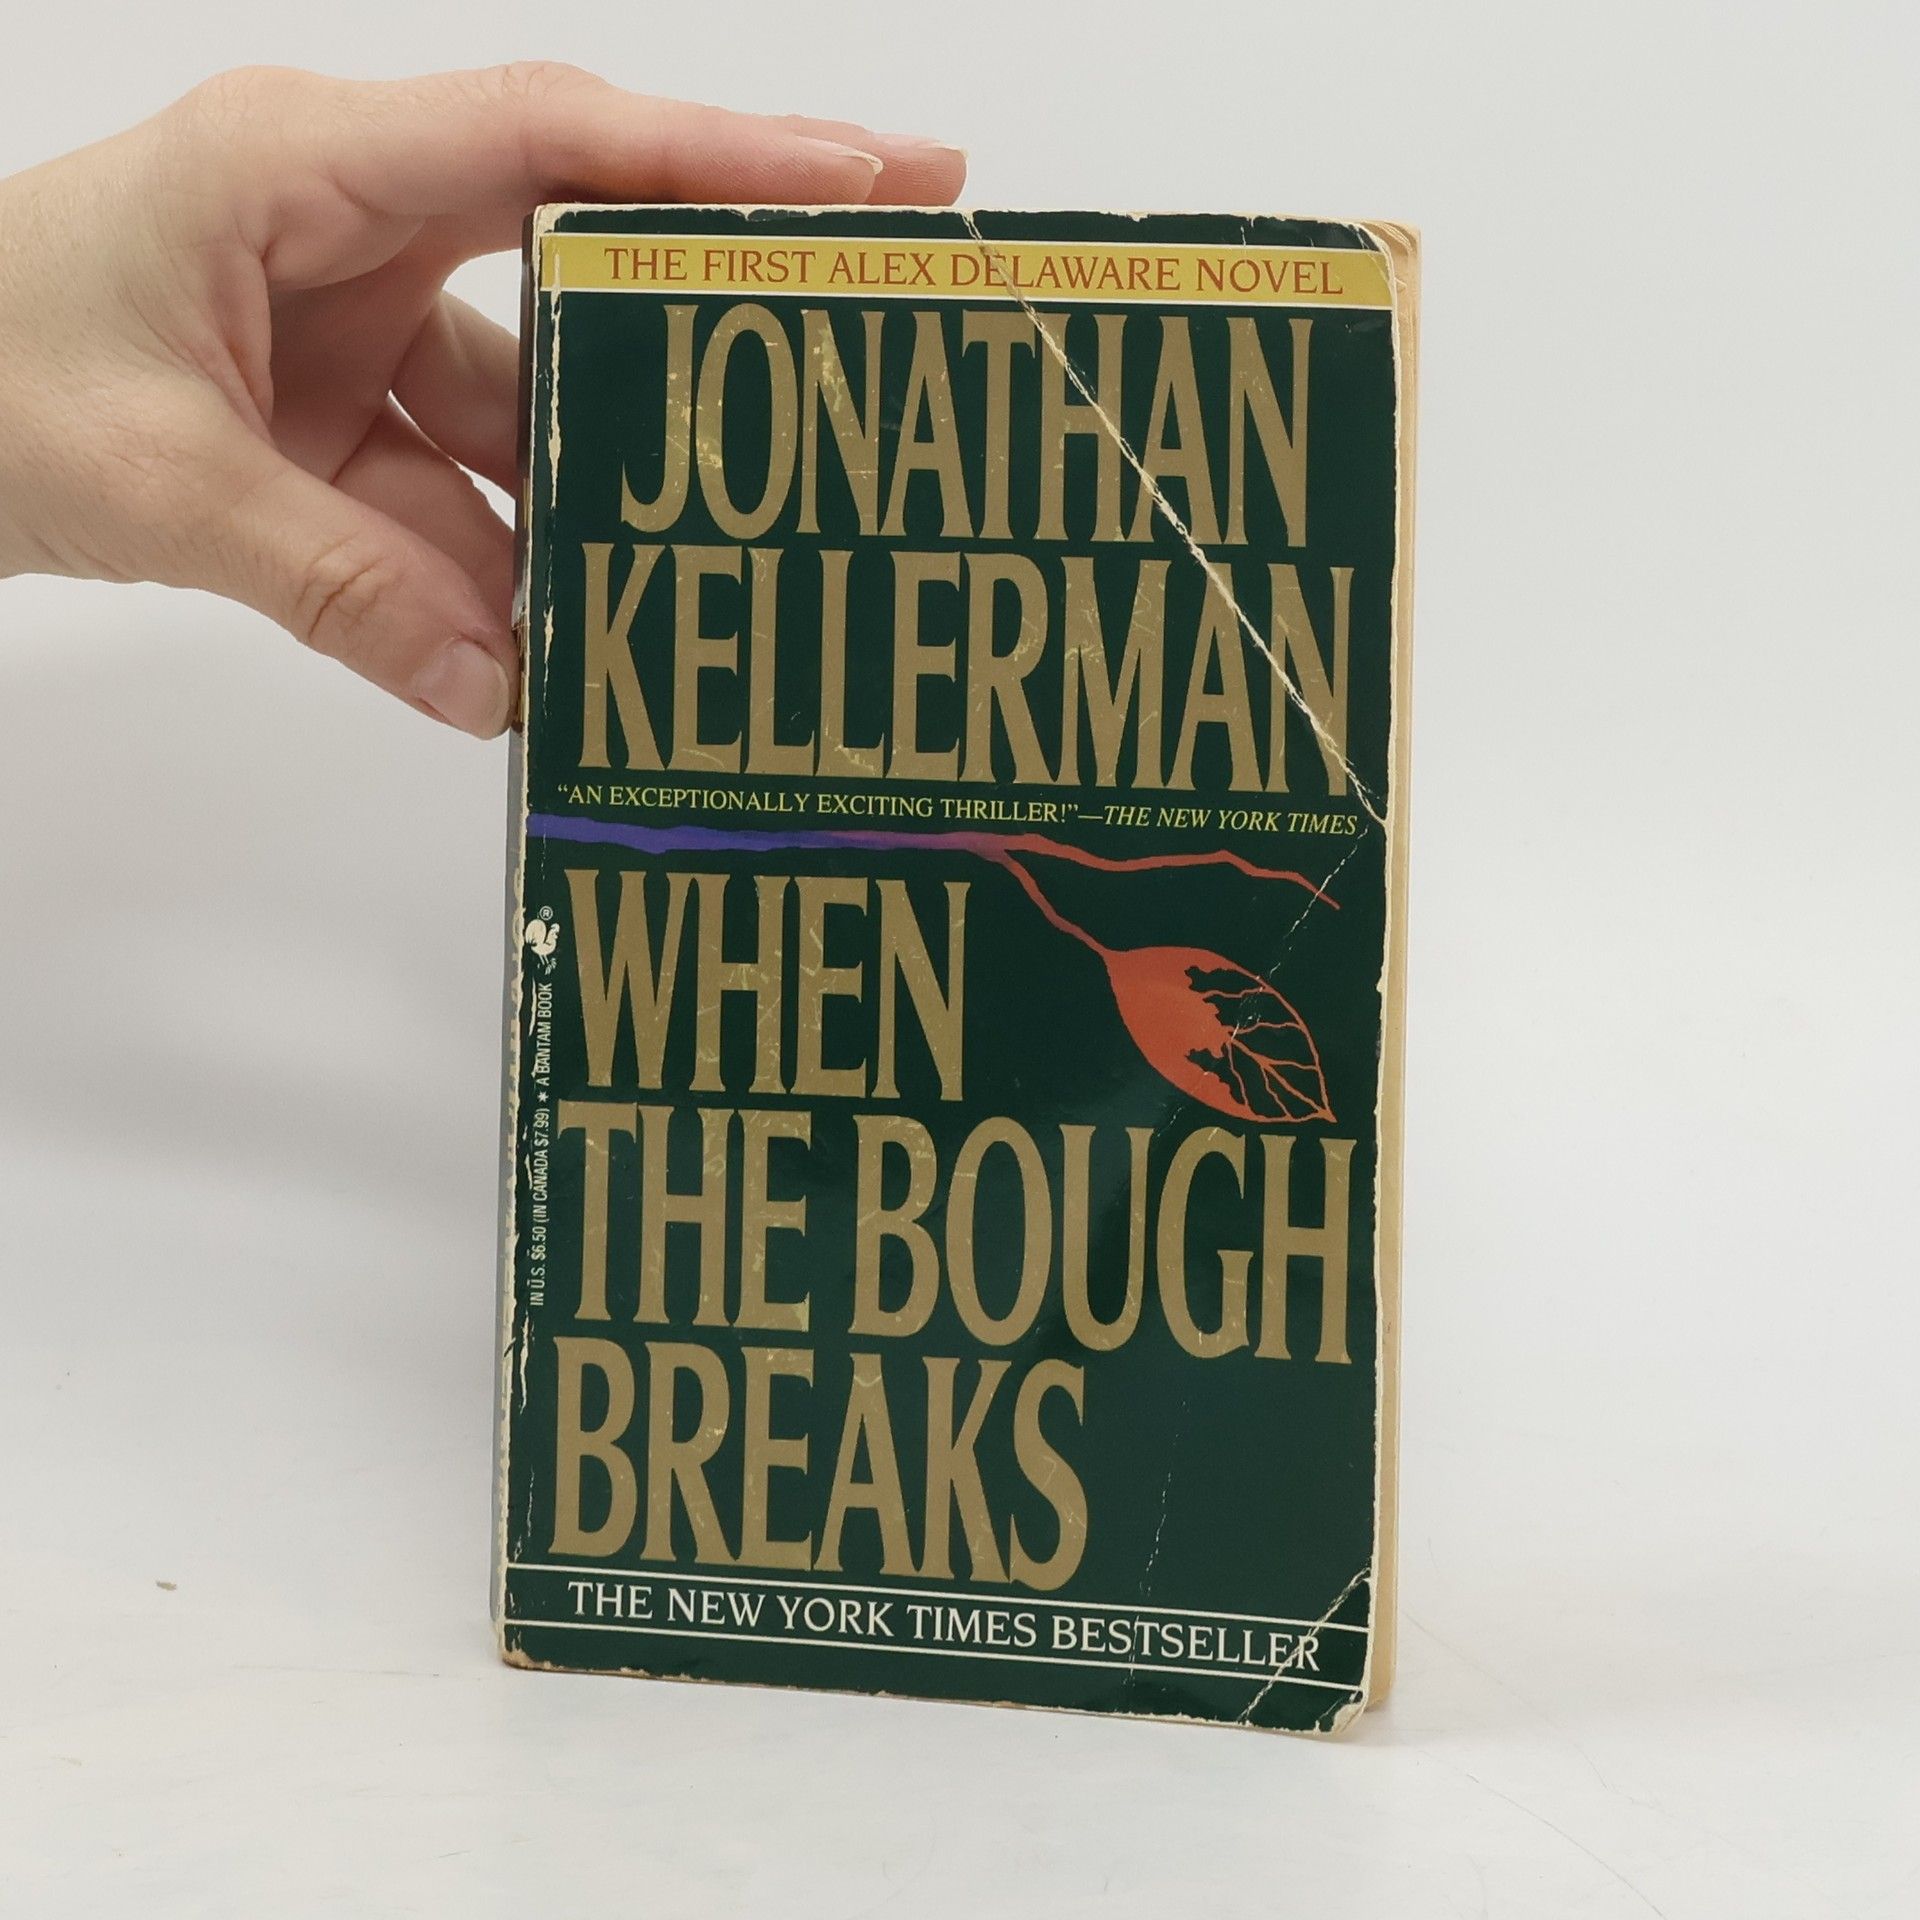 THE FIRST ALEX DELAWARE NOVEL
JONATHAN
KELLERMAN
“AN EXCEPTIONALLY EXCITING THRILLER!”—THE NEW YORK TIMES
WHEN
THE BOUGH
BREAKS
THE NEW YORK TIMES BESTSELLER
IN U.S. $6.50 (IN CANADA $7.99) ★ A BANTAM BOOK
®